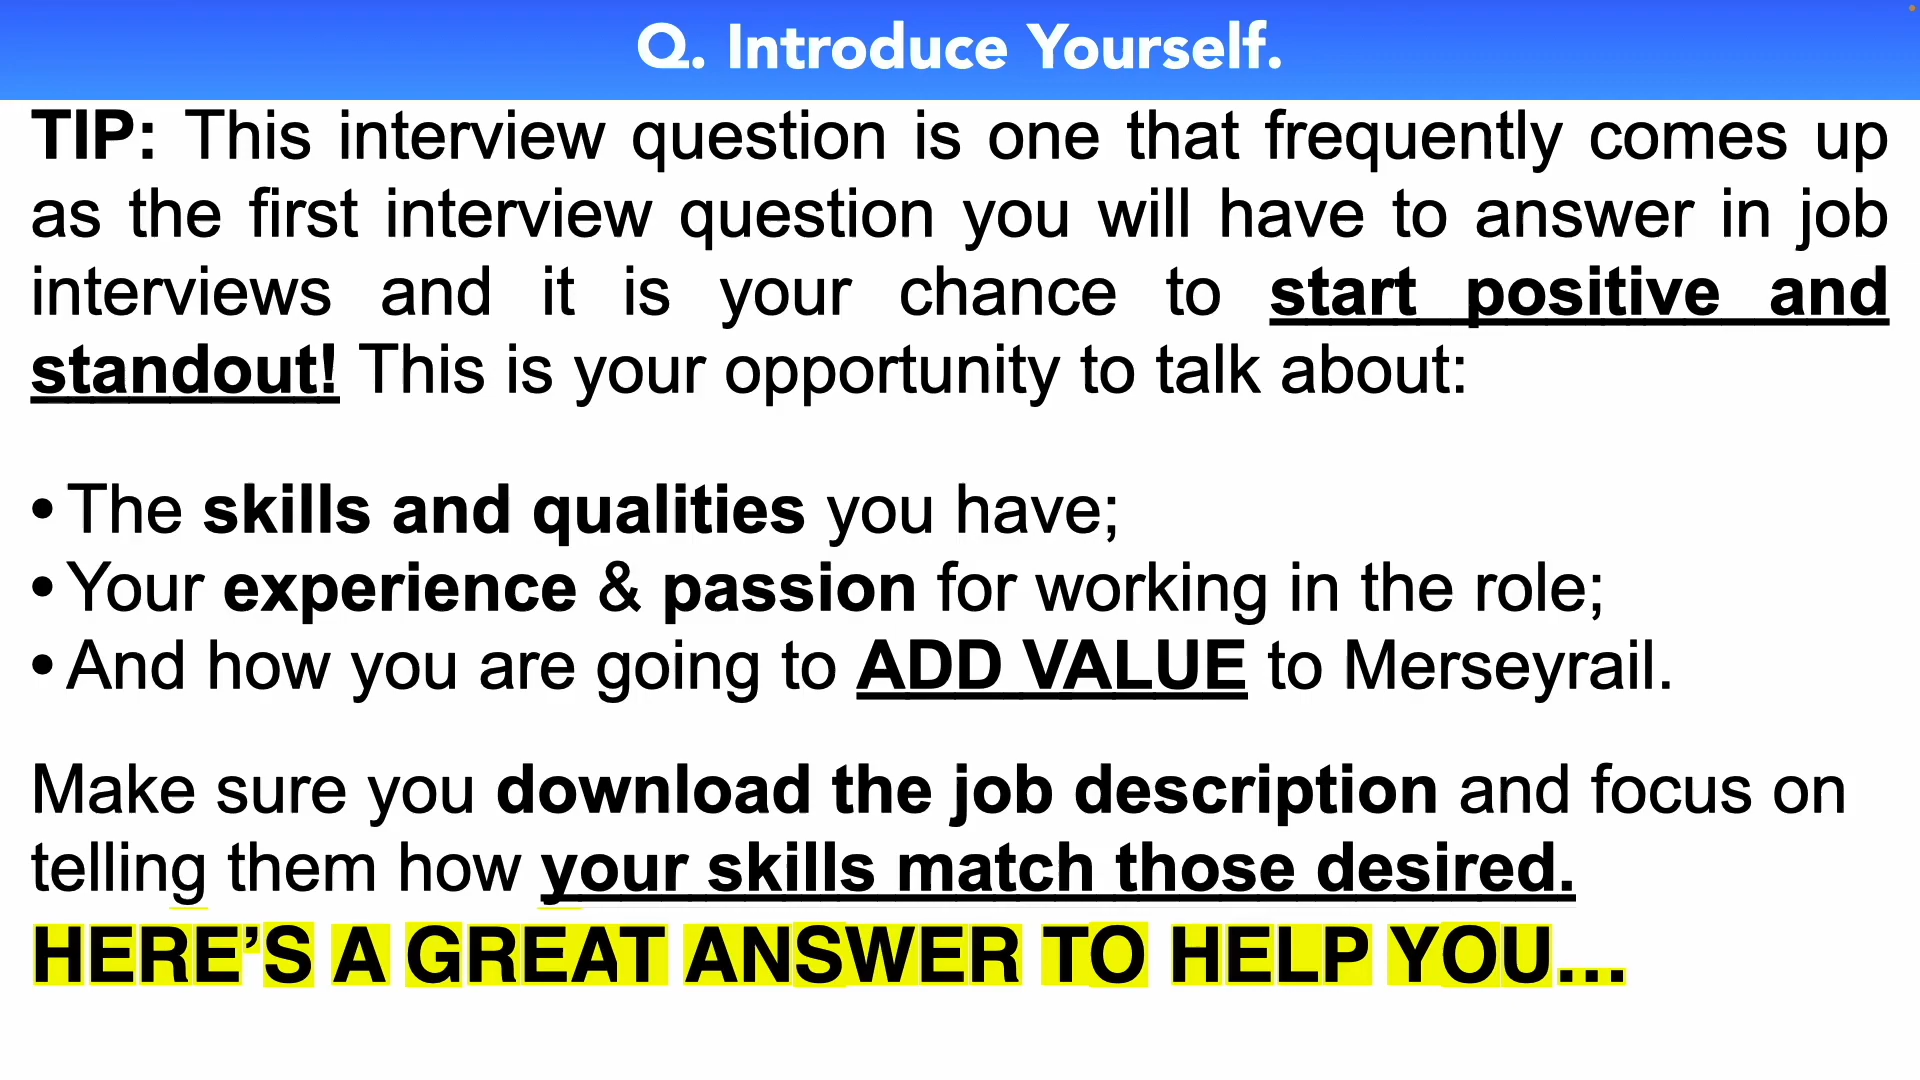 Q. Introduce Yourself.
TIP: This interview question is one that frequently comes up
as the first interview question you will have to answer in job
interviews and it is your chance to start positive and
standout! This is your opportunity to talk about:
• The skills and qualities you have;
• Your experience & passion for working in the role;
• And how you are going to ADD VALUE to Merseyrail.
Make sure you download the job description and focus on
telling them how your skills match those desired.
HERE’S A GREAT ANSWER TO HELP YOU…